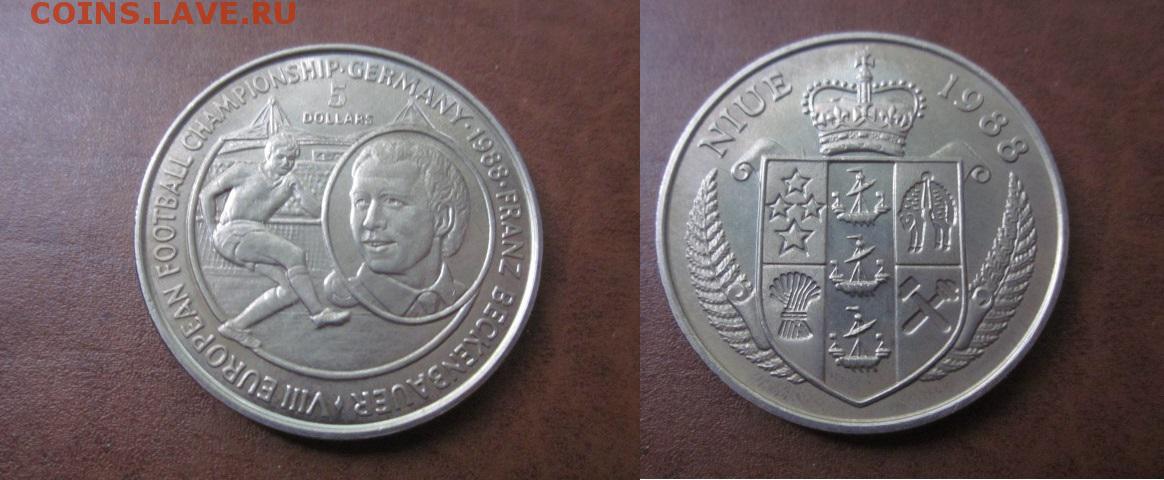 COINS.LAVE.RU
VIII EUROPEAN FOOTBALL CHAMPIONSHIP·GERMANY·1988·FRANZ BECKENBAUER
5
DOLLARS
NIUE 1988